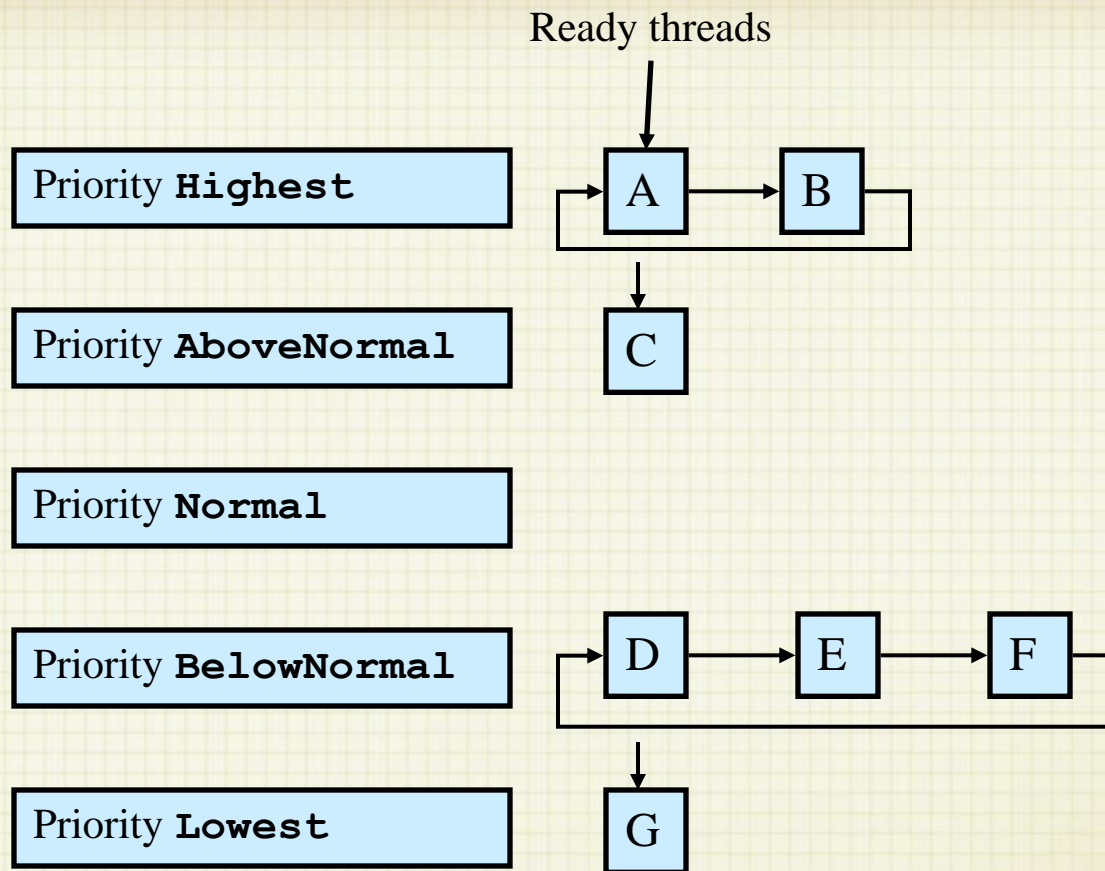 Ready threads
Priority Highest
A
B
Priority AboveNormal
C
Priority Normal
Priority BelowNormal
D
E
F
Priority Lowest
G